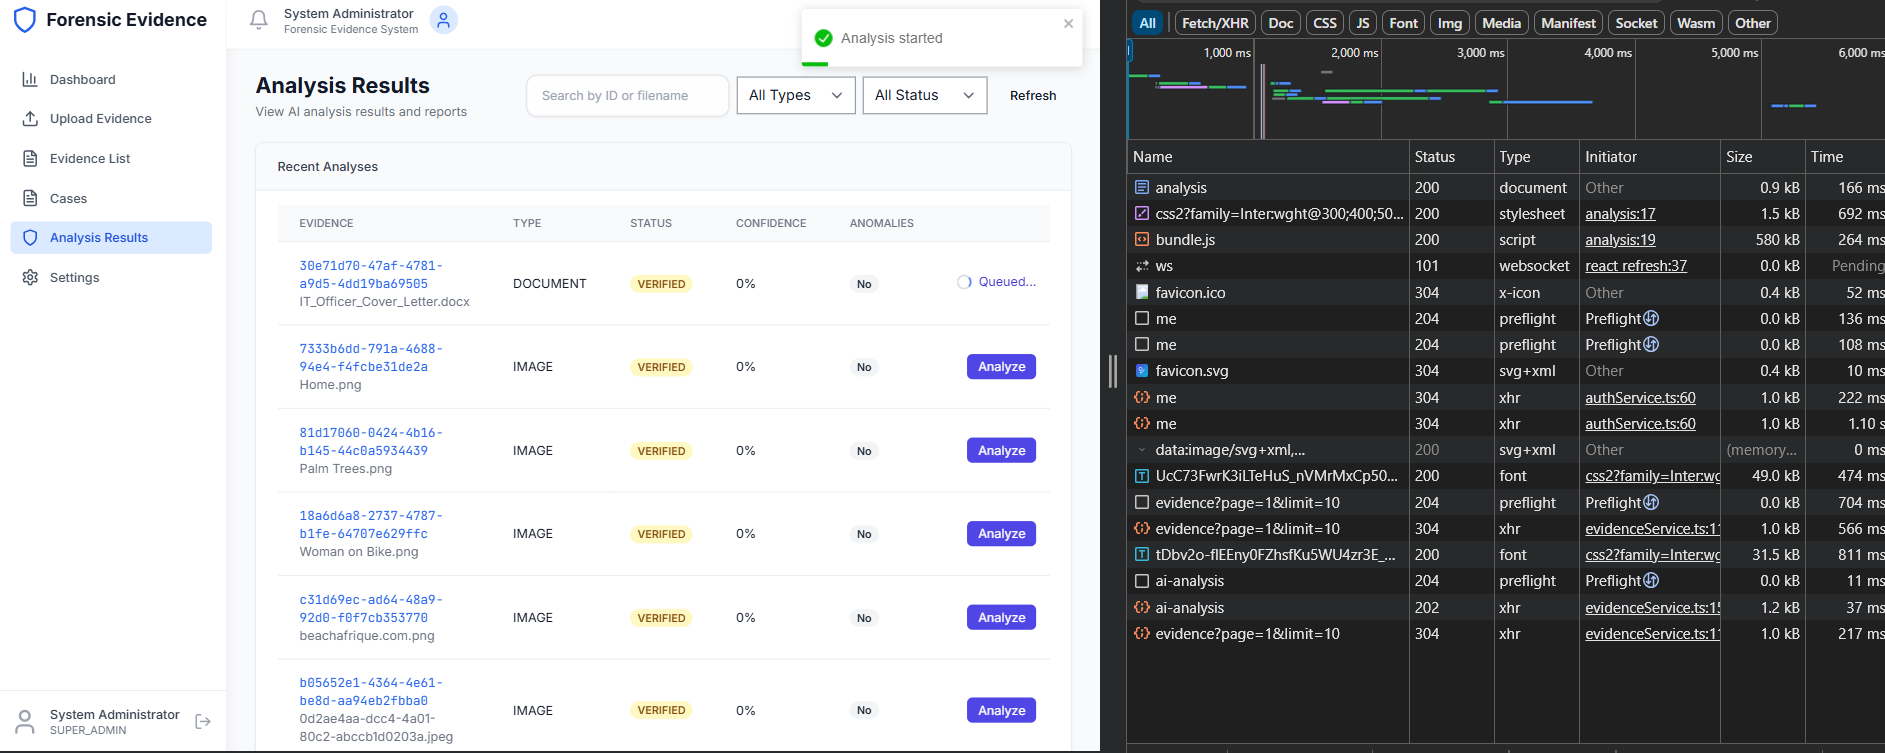 Forensic Evidence
System Administrator
Forensic Evidence System
Analysis started
Dashboard
Upload Evidence
Evidence List
Cases
Analysis Results
Settings
System Administrator
SUPER_ADMIN
Analysis Results
View AI analysis results and reports
Search by ID or filename
All Types
All Status
Refresh
Recent Analyses
EVIDENCE TYPE STATUS CONFIDENCE ANOMALIES
30e71d70-47af-4781-
a9d5-4dd19ba69505
IT_Officer_Cover_Letter.docx
DOCUMENT VERIFIED 0% No Queued...
7333b6dd-791a-4688-
94e4-f4fcbe31de2a
Home.png
IMAGE VERIFIED 0% No Analyze
81d17060-0424-4b16-
b145-44c0a5934439
Palm Trees.png
IMAGE VERIFIED 0% No Analyze
18a6d6a8-2737-4787-
b1fe-64707e629ffc
Woman on Bike.png
IMAGE VERIFIED 0% No Analyze
c31d69ec-ad64-48a9-
92d0-f0f7cb353770
beachafrique.com.png
IMAGE VERIFIED 0% No Analyze
b05652e1-4364-4e61-
be8d-aa94eb2fbba0
0d2ae4aa-dcc4-4a01-
80c2-abccb1d0203a.jpeg
IMAGE VERIFIED 0% No Analyze
All Fetch/XHR Doc CSS JS Font Img Media Manifest Socket Wasm Other
1,000 ms 2,000 ms 3,000 ms 4,000 ms 5,000 ms 6,000 ms
Name Status Type Initiator Size Time
analysis 200 document Other 0.9 kB 166 ms
css2?family=Inter:wght@300;400;50... 200 stylesheet analysis:17 1.5 kB 692 ms
bundle.js 200 script analysis:19 580 kB 264 ms
ws 101 websocket react refresh:37 0.0 kB Pending
favicon.ico 304 x-icon Other 0.4 kB 52 ms
me 204 preflight Preflight 0.0 kB 136 ms
me 204 preflight Preflight 0.0 kB 108 ms
favicon.svg 304 svg+xml Other 0.4 kB 10 ms
me 304 xhr authService.ts:60 1.0 kB 222 ms
me 304 xhr authService.ts:60 1.0 kB 1.10 s
data:image/svg+xml,... 200 svg+xml Other (memory... 0 ms
UcC73FwrK3iLTeHuS_nVMrMxCp50... 200 font css2?family=Inter:wg 49.0 kB 474 ms
evidence?page=1&limit=10 204 preflight Preflight 0.0 kB 704 ms
evidence?page=1&limit=10 304 xhr evidenceService.ts:11 1.0 kB 566 ms
tDbv2o-flEEny0FZhsfKu5WU4zr3E_... 200 font css2?family=Inter:wg 31.5 kB 811 ms
ai-analysis 204 preflight Preflight 0.0 kB 11 ms
ai-analysis 202 xhr evidenceService.ts:15 1.2 kB 37 ms
evidence?page=1&limit=10 304 xhr evidenceService.ts:11 1.0 kB 217 ms